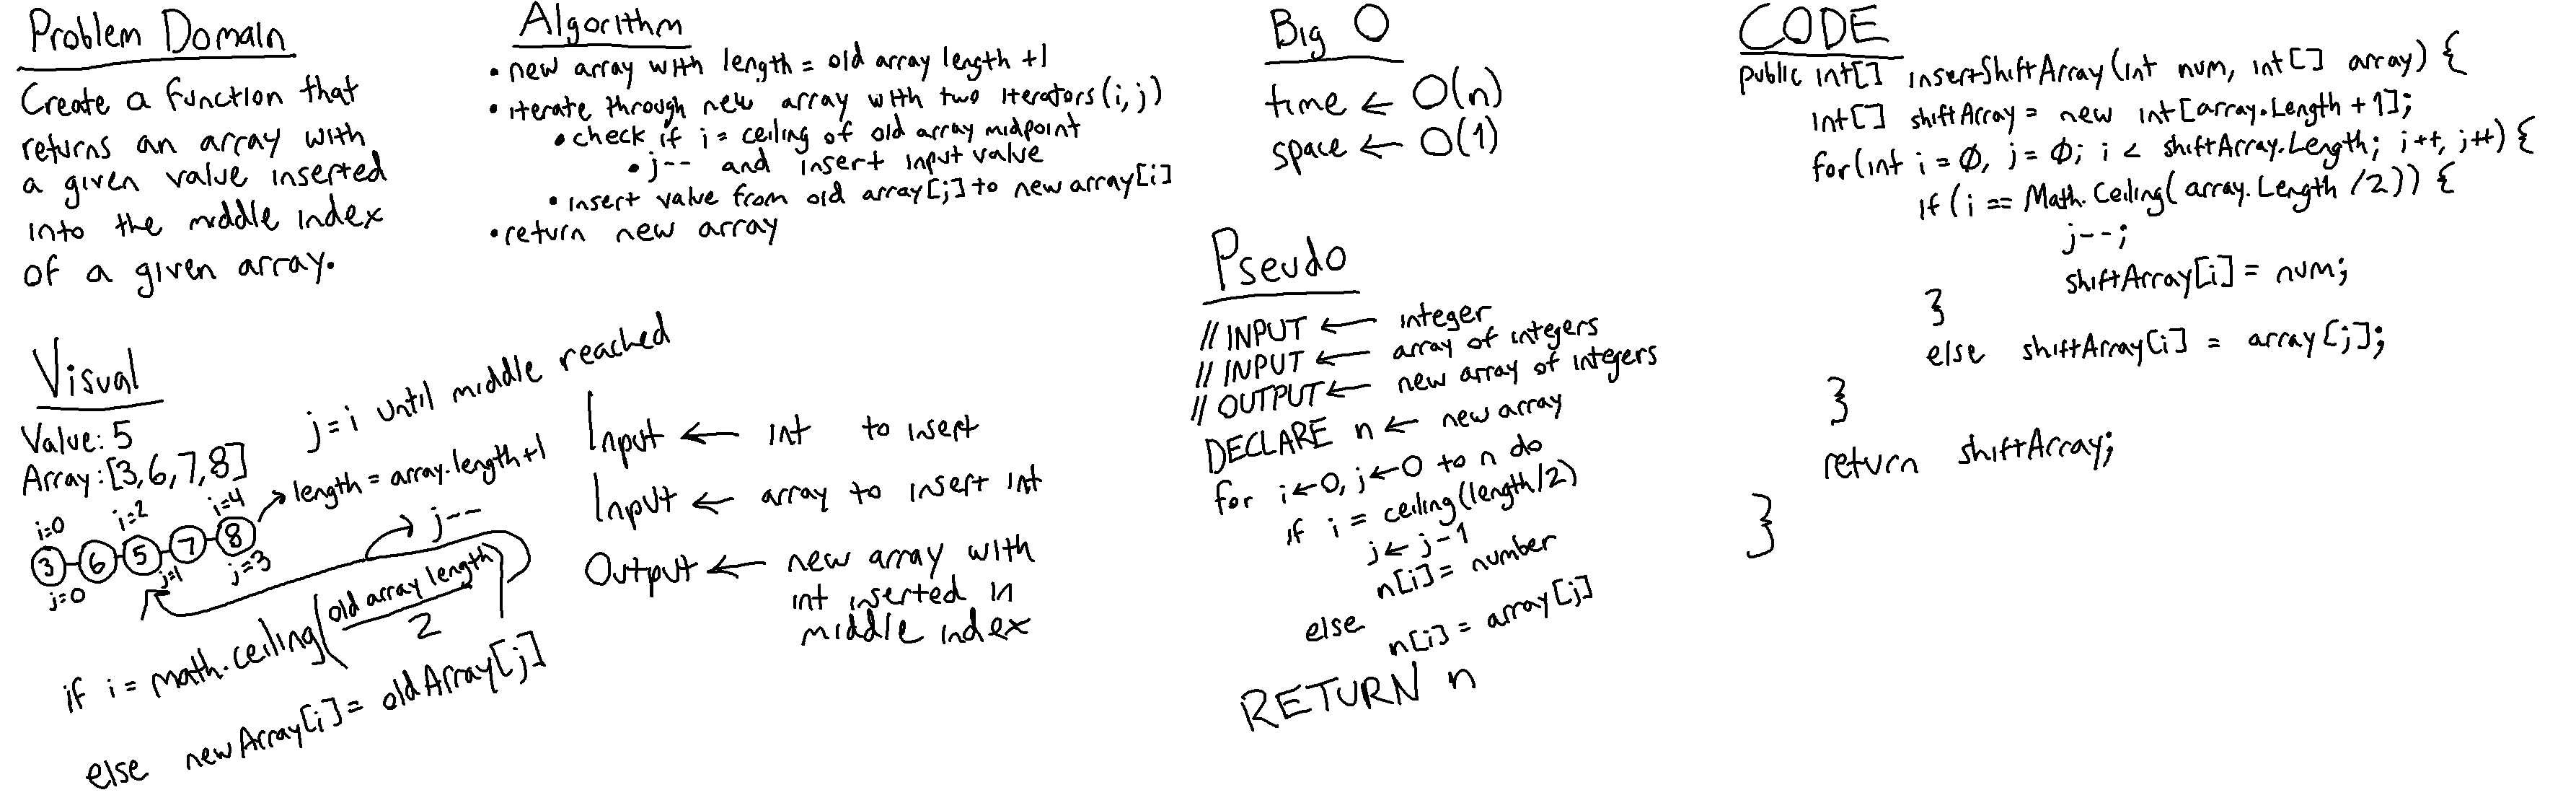 Problem Domain
Create a function that
returns an array with
a given value inserted
into the middle index
of a given array.
Algorithm
• new array with length = old array length +1
• iterate through new array with two iterators (i, j)
• check if i = ceiling of old array midpoint
• j-- and insert input value
• insert value from old array[j] to new array[i]
• return new array
Big O
time ← O(n)
space ← O(1)
Visual
Value: 5
Array: [3, 6, 7, 8]
j = i until middle reached
length = array.length+1
i=0
i=2
i=4
3 6 5 7 8
j=0
j=1
j=3
j--
if i = math.ceiling(old array length
2)
else newArray[i] = oldArray[j]
Input ← int to insert
Input ← array to insert int
Output ← new array with
int inserted in
middle index
Pseudo
// INPUT ← integer
// INPUT ← array of integers
// OUTPUT ← new array of integers
DECLARE n ← new array
for i←0, j←0 to n do
if i = ceiling(length/2)
j ← j-1
n[i] = number
else
n[i] = array[j]
RETURN n
CODE
public int[] insertShiftArray(int num, int[] array) {
int[] shiftArray = new int[array.Length + 1];
for(int i = 0, j = 0; i < shiftArray.Length; i++, j++) {
if (i == Math.Ceiling(array.Length /2)) {
j--;
shiftArray[i] = num;
}
else shiftArray[i] = array[j];
}
return shiftArray;
}